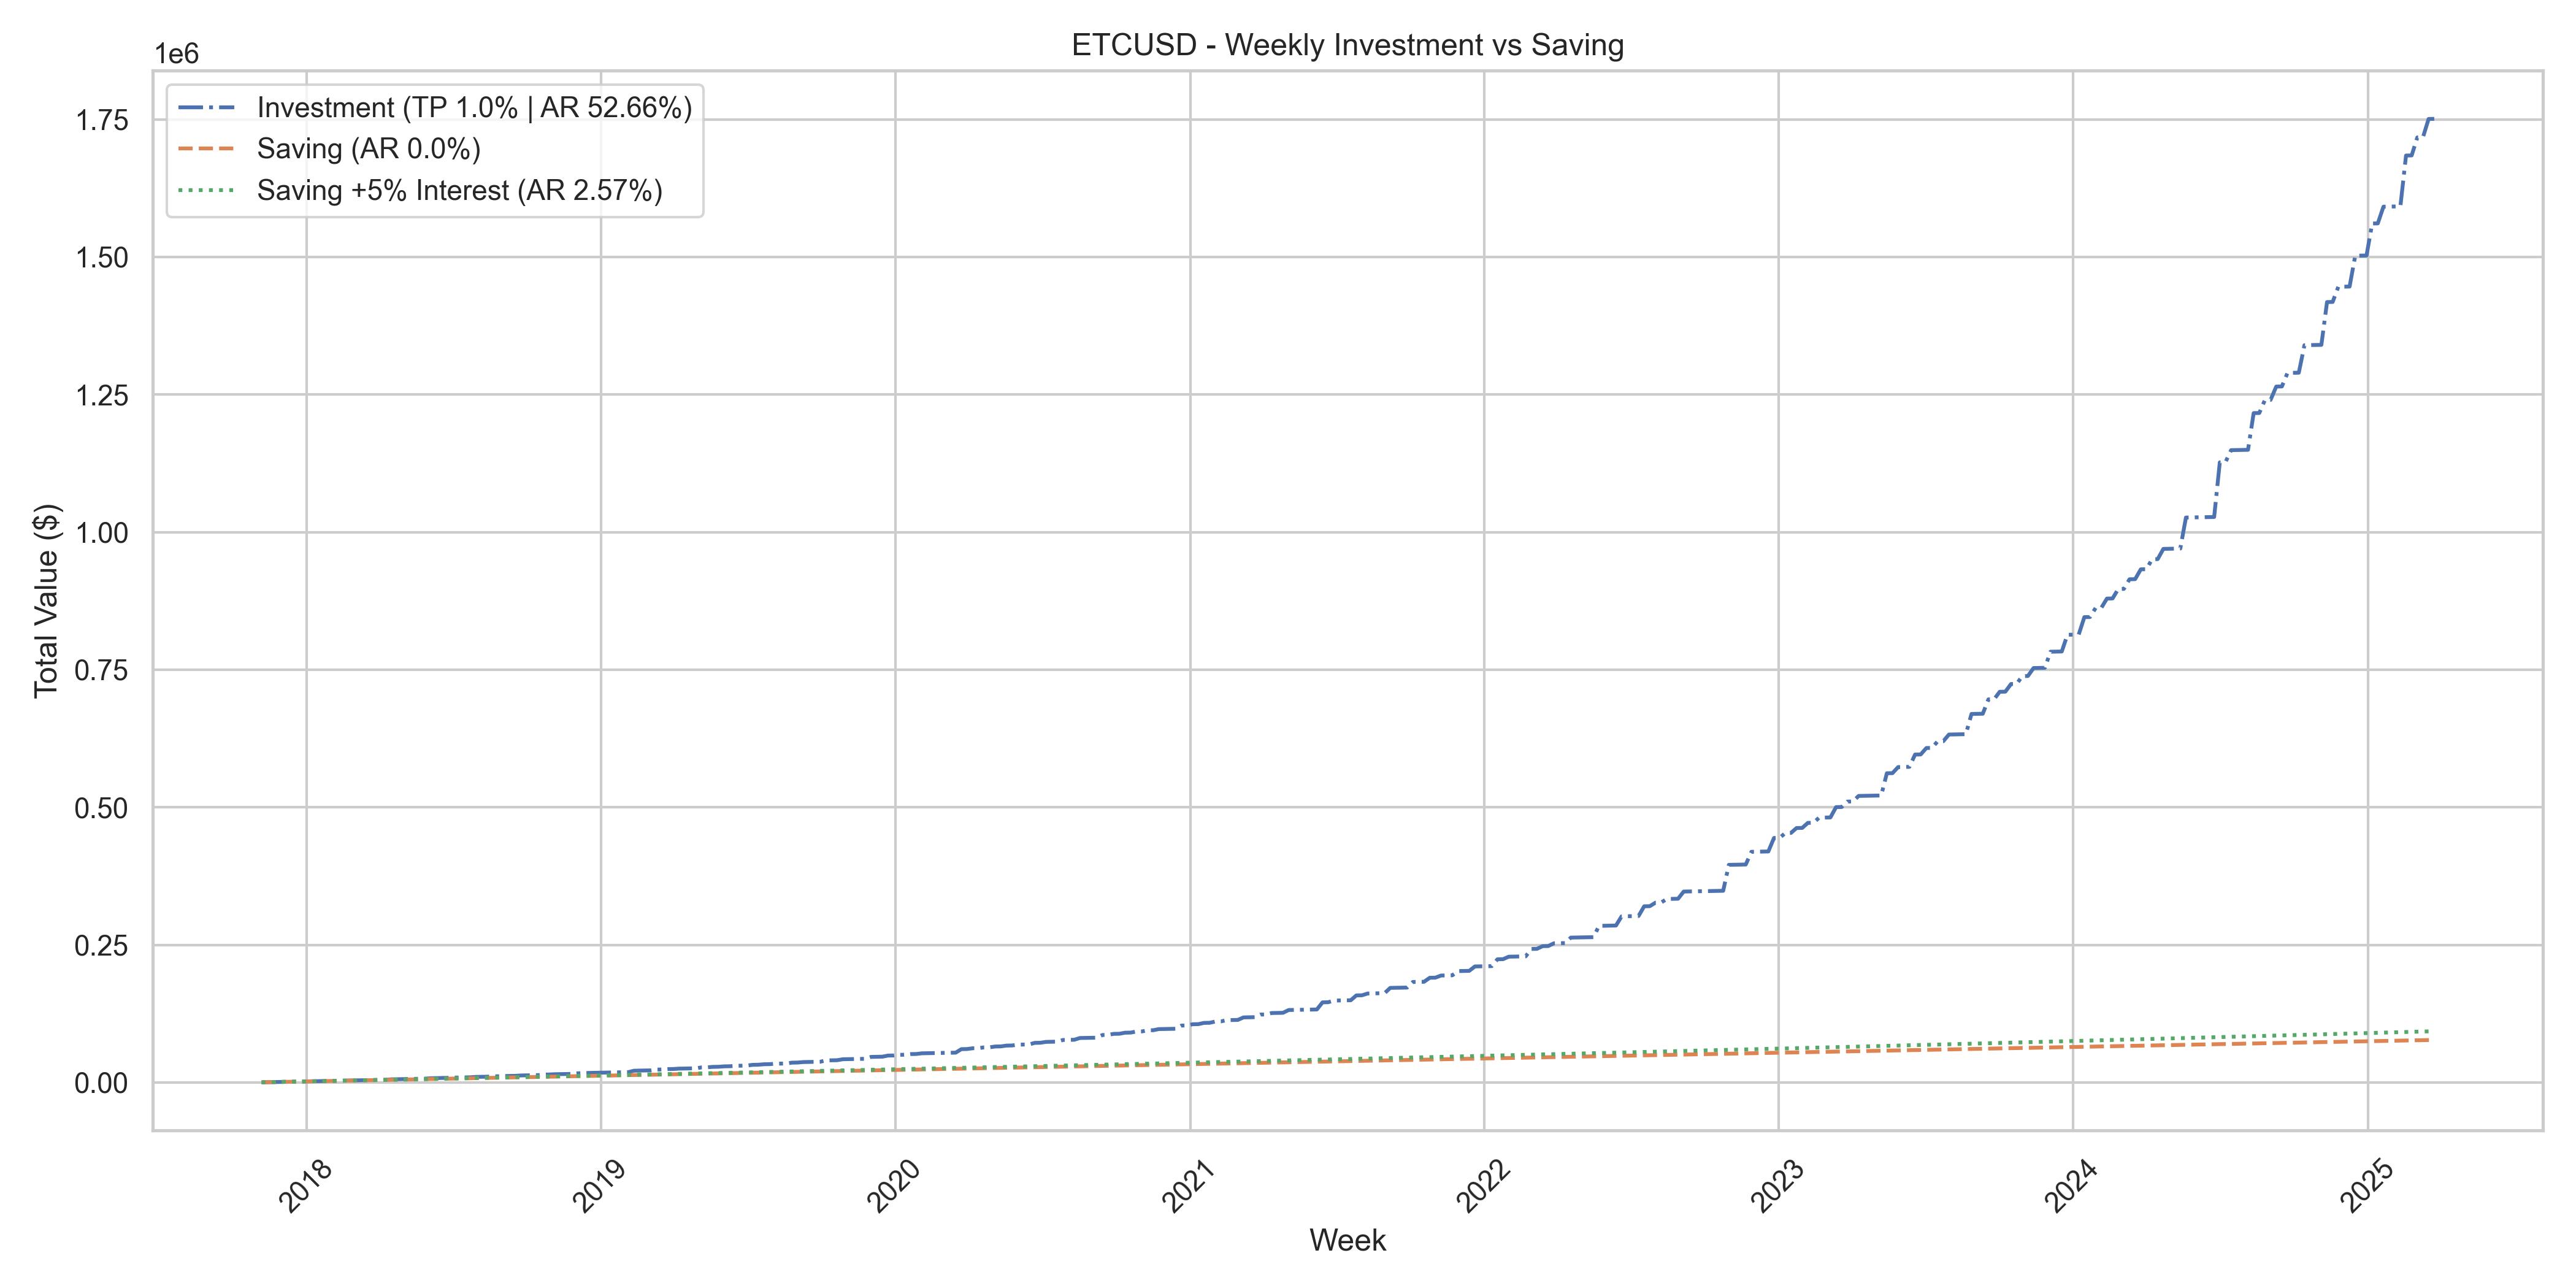 ETCUSD - Weekly Investment vs Saving
1e6
Investment (TP 1.0% | AR 52.66%)
Saving (AR 0.0%)
Saving +5% Interest (AR 2.57%)
1.75
1.50
1.25
1.00
0.75
0.50
0.25
0.00
Total Value ($)
2018
2019
2020
2021
2022
2023
2024
2025
Week